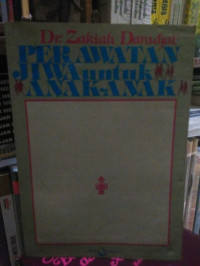 Dr. Zakiah Daradjat
PERAWATAN
JIWA untuk
ANAK-ANAK